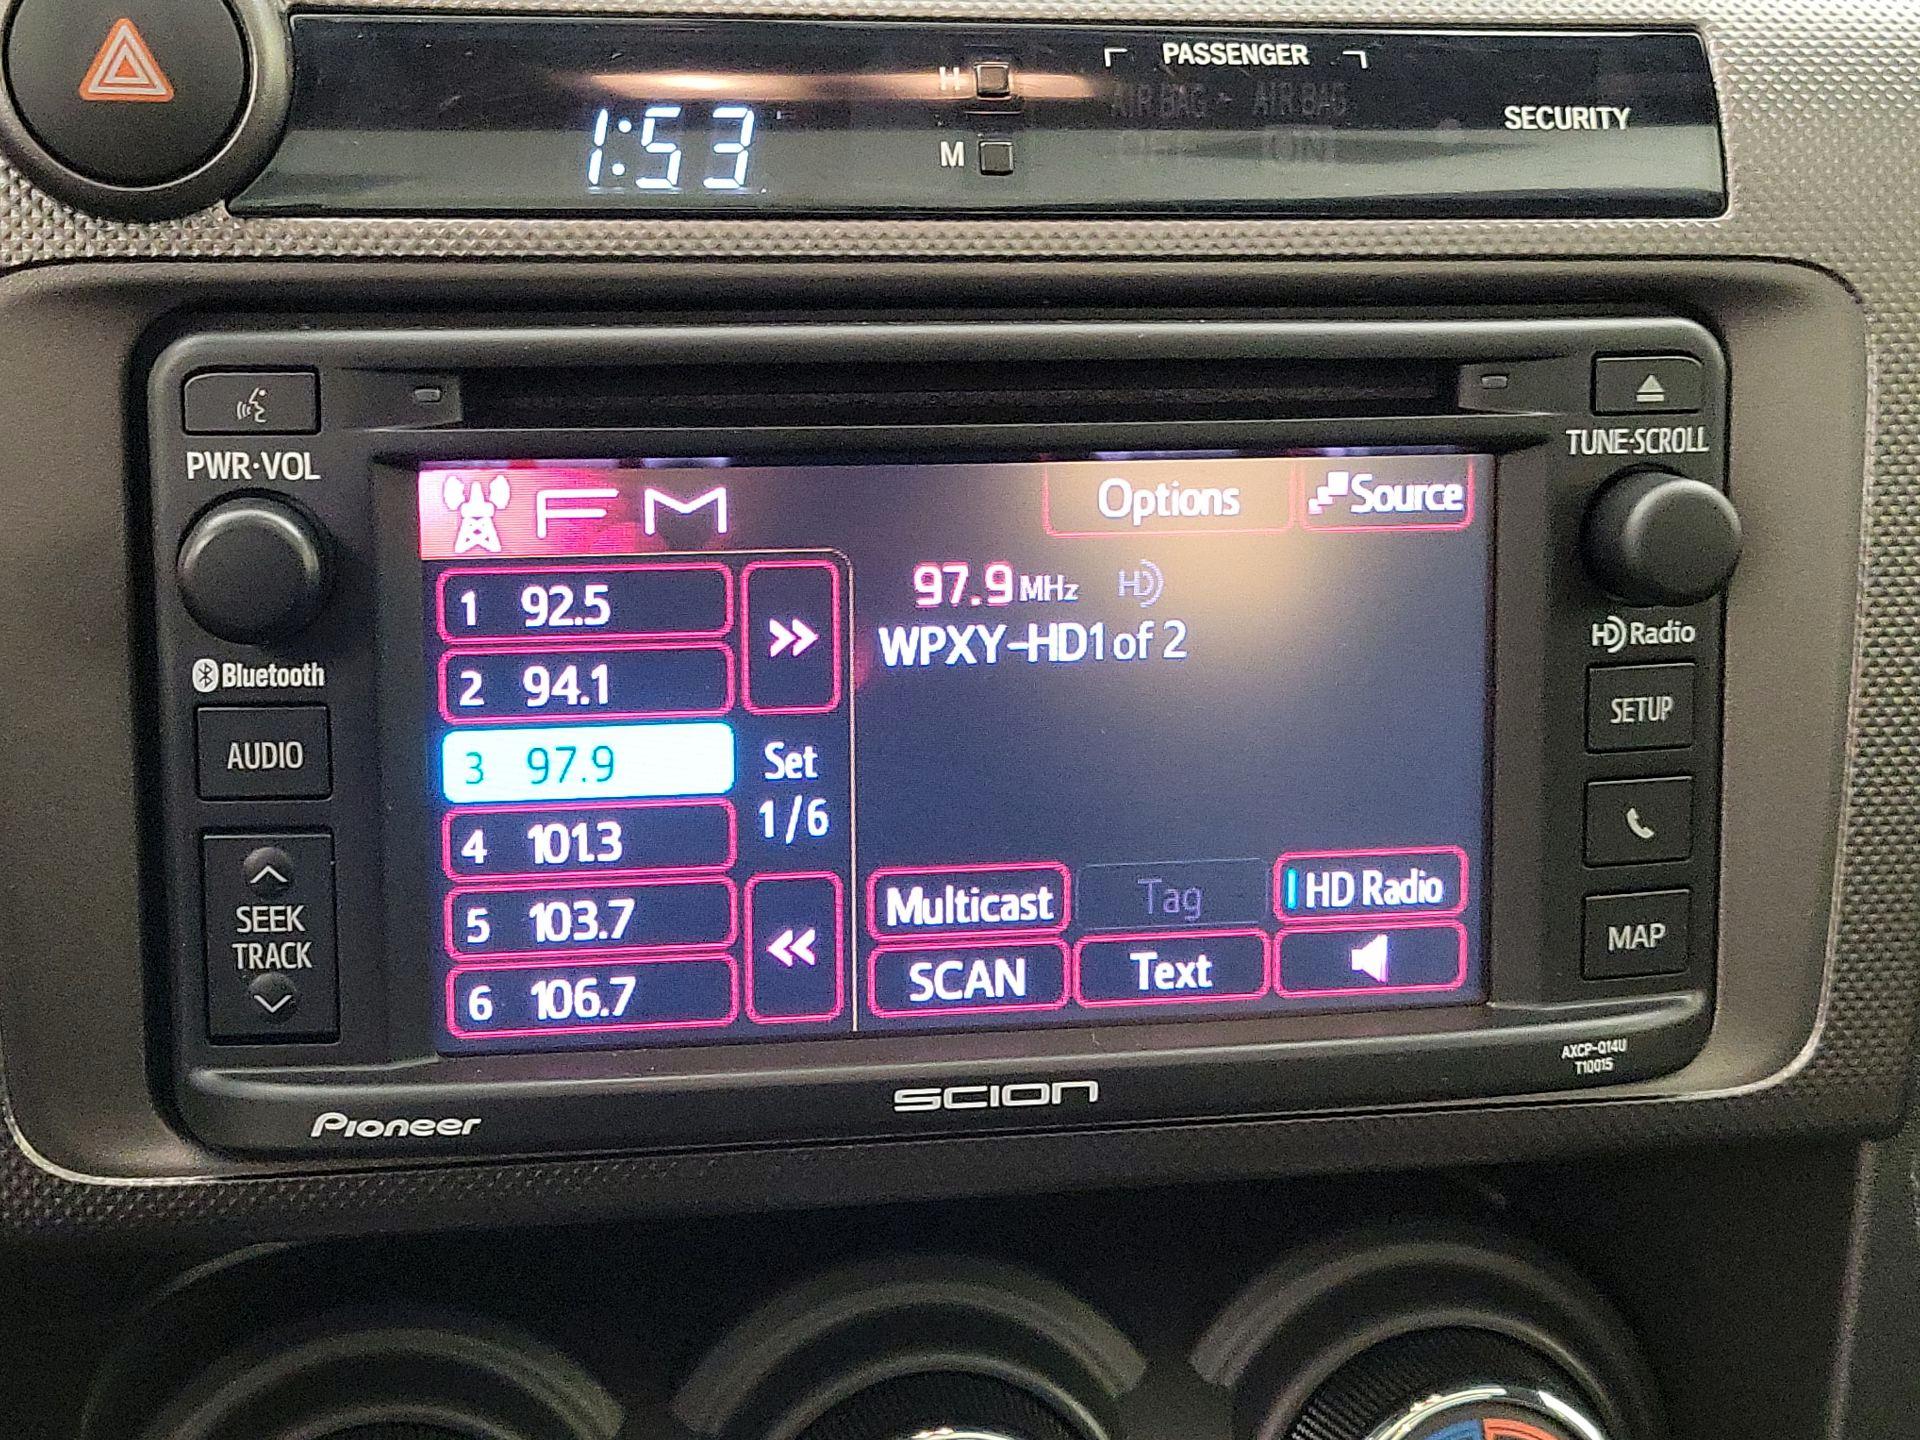 PASSENGER
AIR BAG AIR BAG
ON
SECURITY
1:53
H
M
PWR·VOL
TUNE·SCROLL
FM
Options
Source
1 92.5
2 94.1
3 97.9
4 101.3
5 103.7
6 106.7
Set
1/6
97.9 MHz HD
WPXY-HD1 of 2
Multicast
Tag
HD Radio
SCAN
Text
Bluetooth
AUDIO
SEEK
TRACK
HD Radio
SETUP
MAP
AXCP-Q14U
T10015
Pioneer
SCION